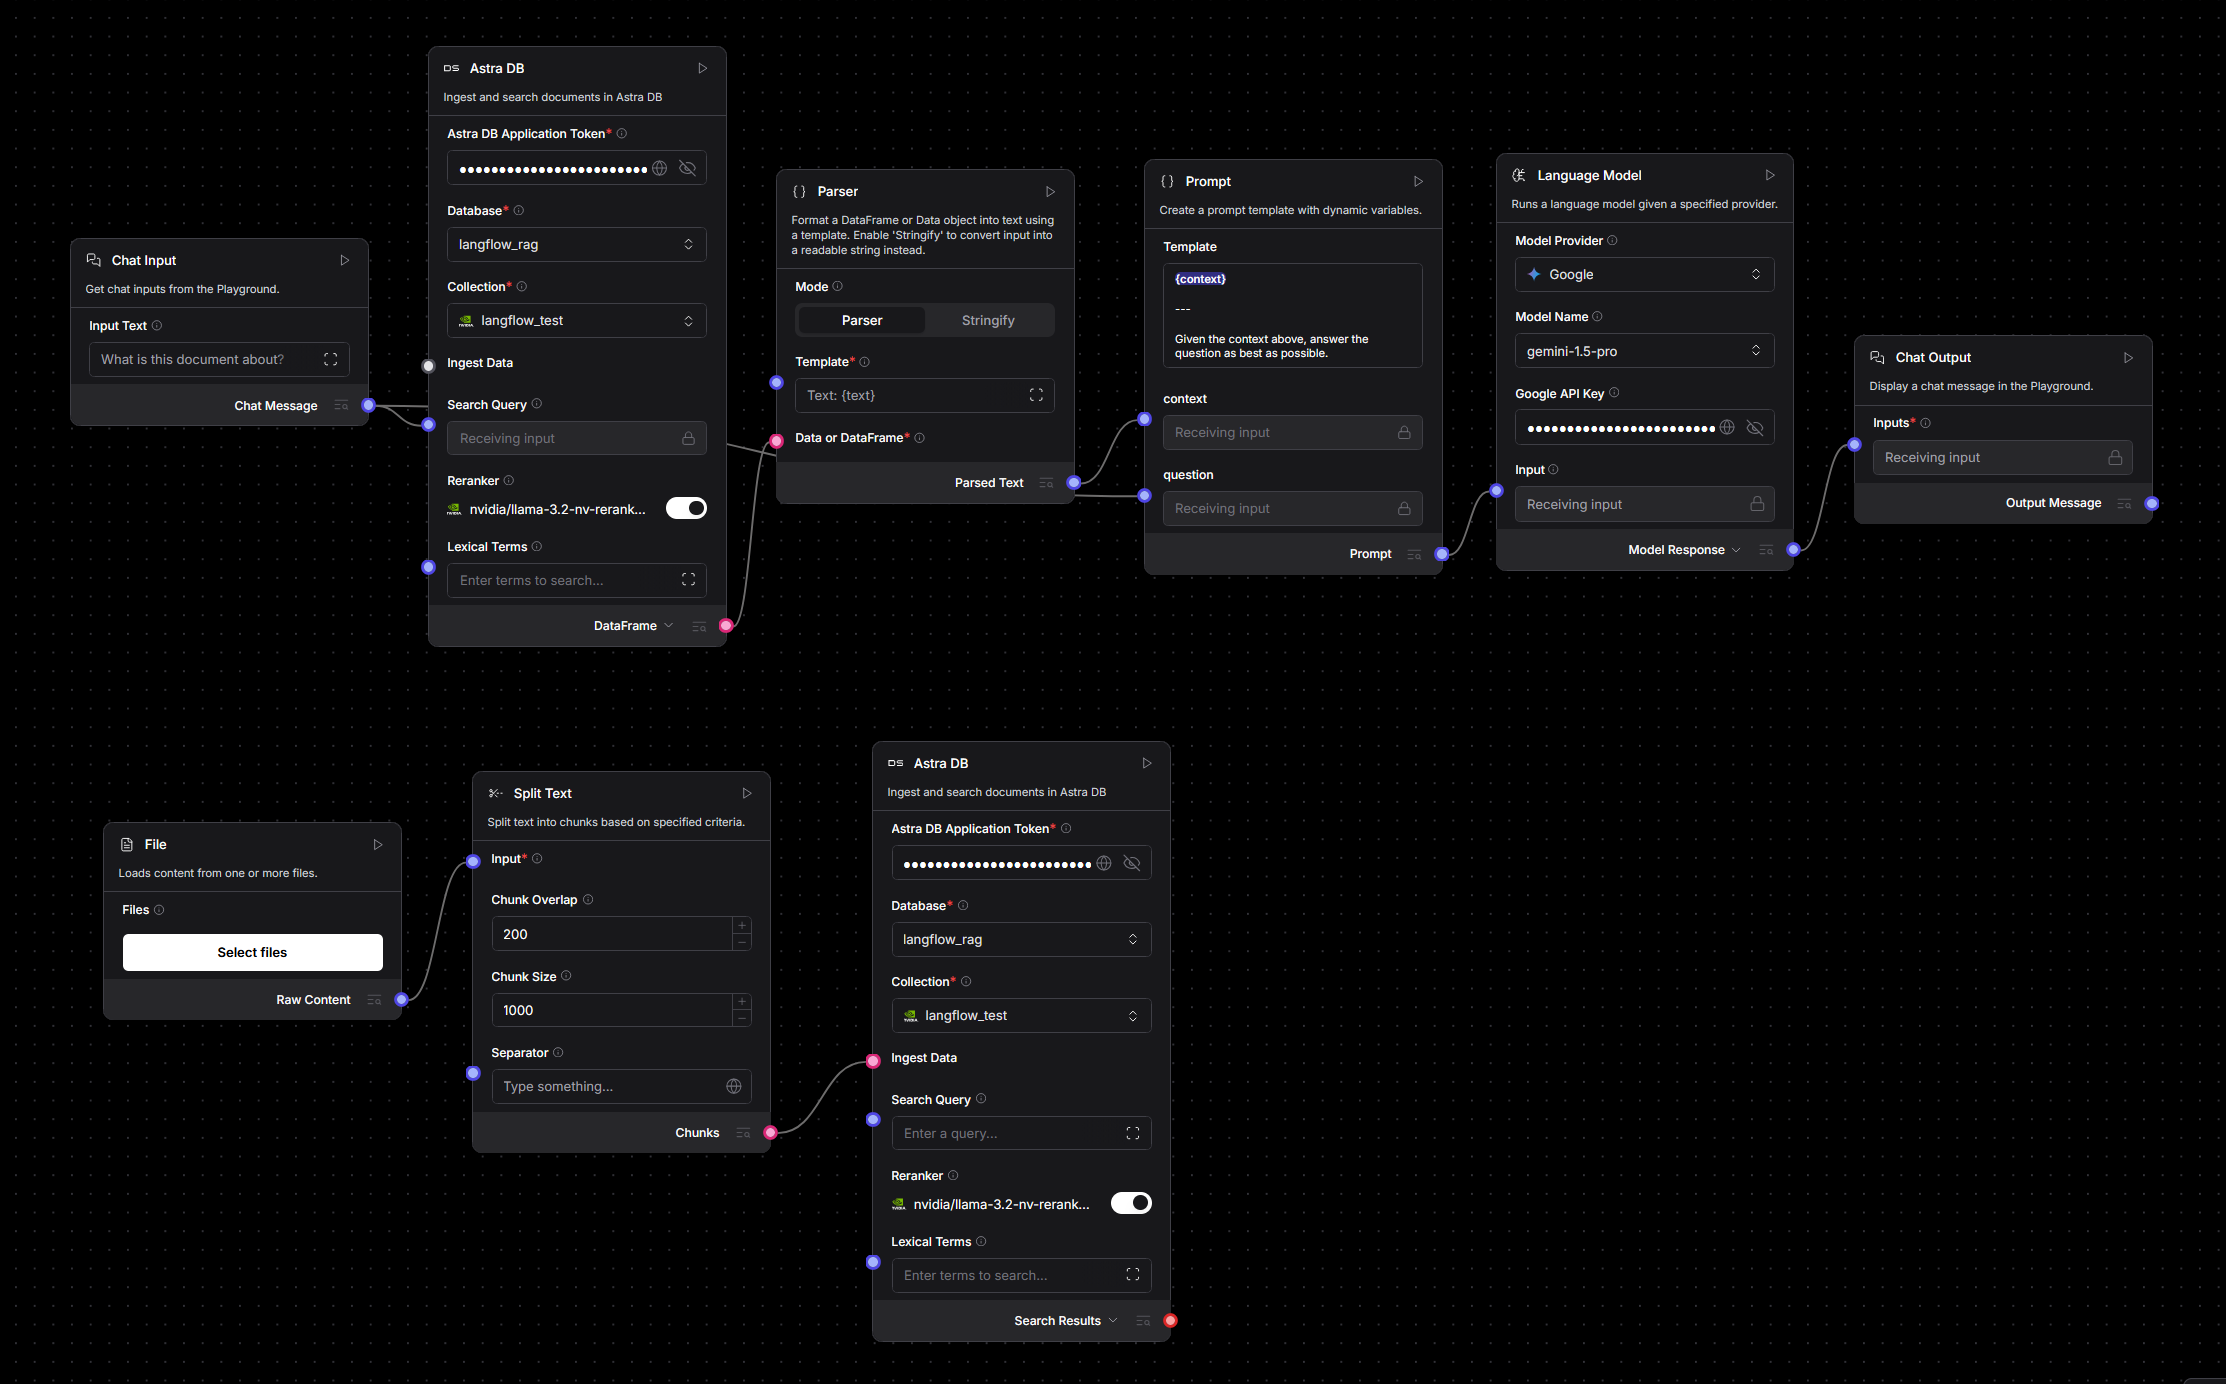 Chat Input
Get chat inputs from the Playground.
Input Text
What is this document about?
Chat Message
DS Astra DB
Ingest and search documents in Astra DB
Astra DB Application Token*
Database*
langflow_rag
Collection*
langflow_test
Ingest Data
Search Query
Receiving input
Reranker
nvidia/llama-3.2-nv-rerank...
Lexical Terms
Enter terms to search...
DataFrame
Parser
Format a DataFrame or Data object into text using
a template. Enable 'Stringify' to convert input into
a readable string instead.
Mode
Parser Stringify
Template*
Text: {text}
Data or DataFrame*
Parsed Text
Prompt
Create a prompt template with dynamic variables.
Template
{context}
---
Given the context above, answer the
question as best as possible.
context
Receiving input
question
Receiving input
Prompt
Language Model
Runs a language model given a specified provider.
Model Provider
Google
Model Name
gemini-1.5-pro
Google API Key
Input
Receiving input
Model Response
Chat Output
Display a chat message in the Playground.
Inputs*
Receiving input
Output Message
File
Loads content from one or more files.
Files
Select files
Raw Content
Split Text
Split text into chunks based on specified criteria.
Input*
Chunk Overlap
200
Chunk Size
1000
Separator
Type something...
Chunks
DS Astra DB
Ingest and search documents in Astra DB
Astra DB Application Token*
Database*
langflow_rag
Collection*
langflow_test
Ingest Data
Search Query
Enter a query...
Reranker
nvidia/llama-3.2-nv-rerank...
Lexical Terms
Enter terms to search...
Search Results